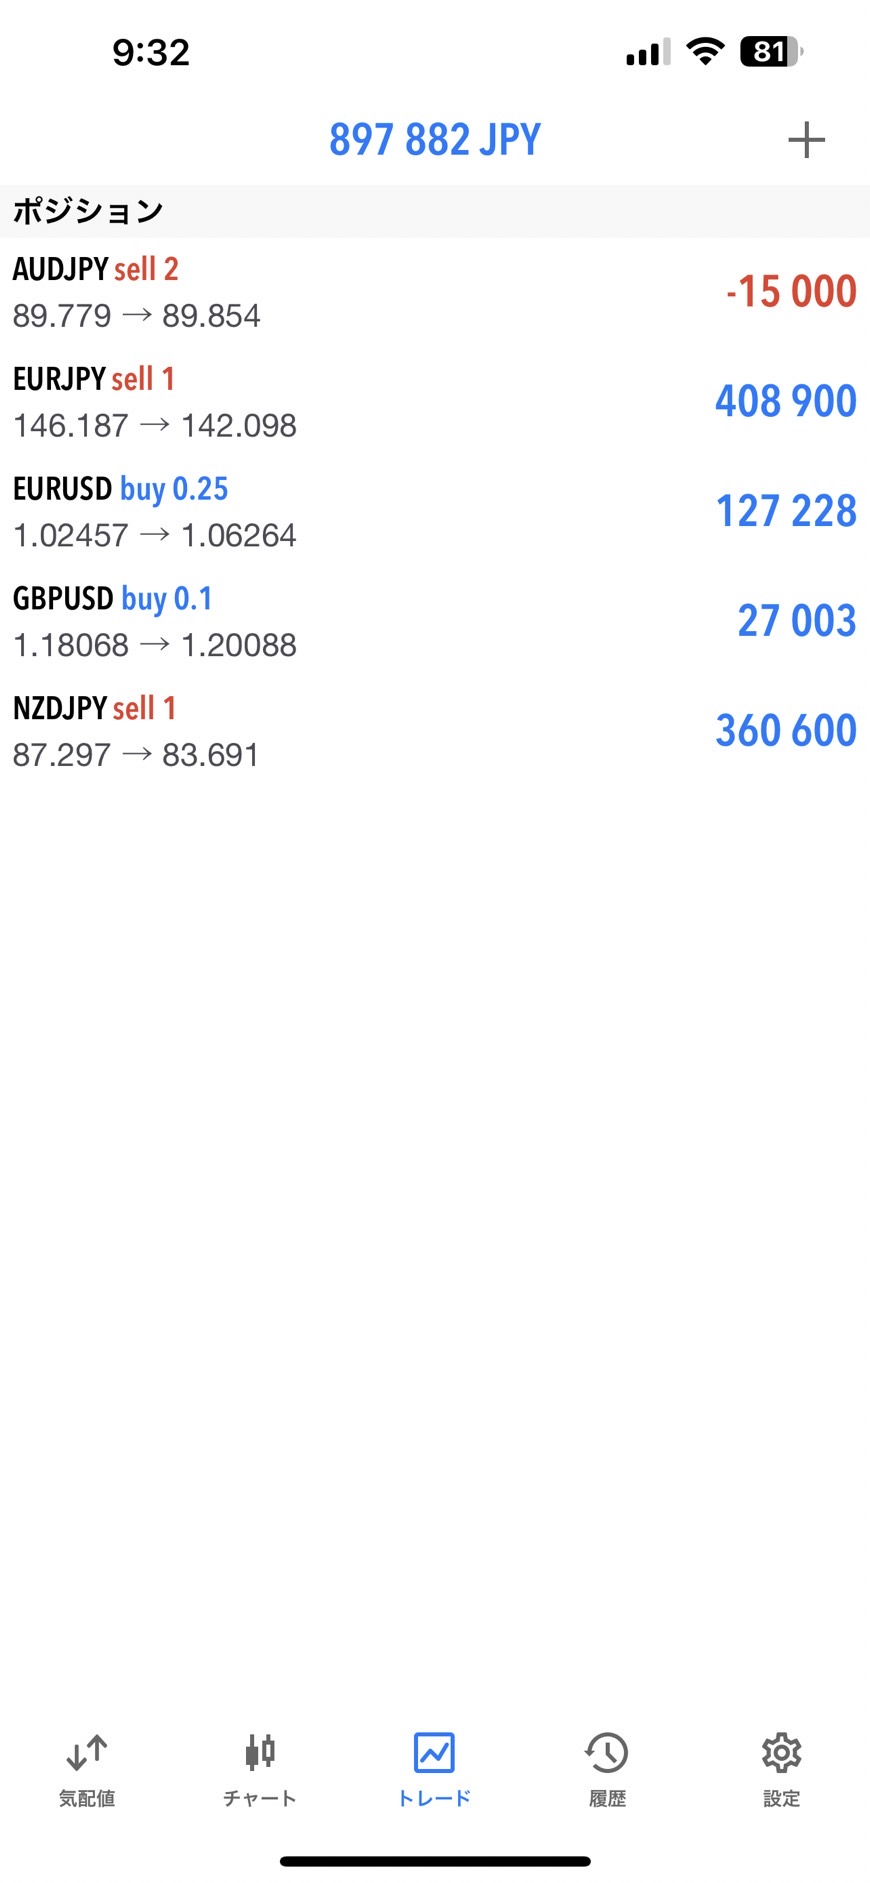 9:32
81
897 882 JPY
ポジション
AUDJPY sell 2
89.779 → 89.854
-15 000
EURJPY sell 1
146.187 → 142.098
408 900
EURUSD buy 0.25
1.02457 → 1.06264
127 228
GBPUSD buy 0.1
1.18068 → 1.20088
27 003
NZDJPY sell 1
87.297 → 83.691
360 600
気配値
チャート
トレード
履歴
設定